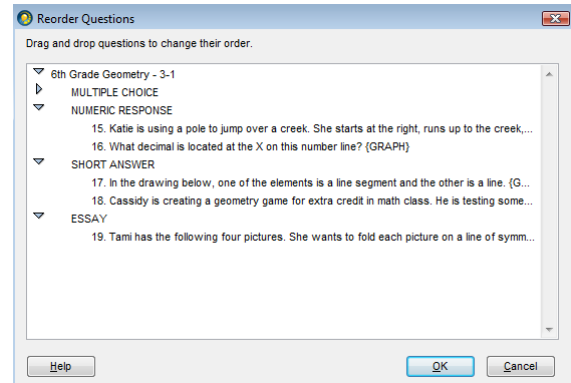 Reorder Questions
Drag and drop questions to change their order.
6th Grade Geometry - 3-1
MULTIPLE CHOICE
NUMERIC RESPONSE
15. Katie is using a pole to jump over a creek. She starts at the right, runs up to the creek,...
16. What decimal is located at the X on this number line? {GRAPH}
SHORT ANSWER
17. In the drawing below, one of the elements is a line segment and the other is a line. {G...
18. Cassidy is creating a geometry game for extra credit in math class. He is testing some...
ESSAY
19. Tami has the following four pictures. She wants to fold each picture on a line of symm...
Help OK Cancel